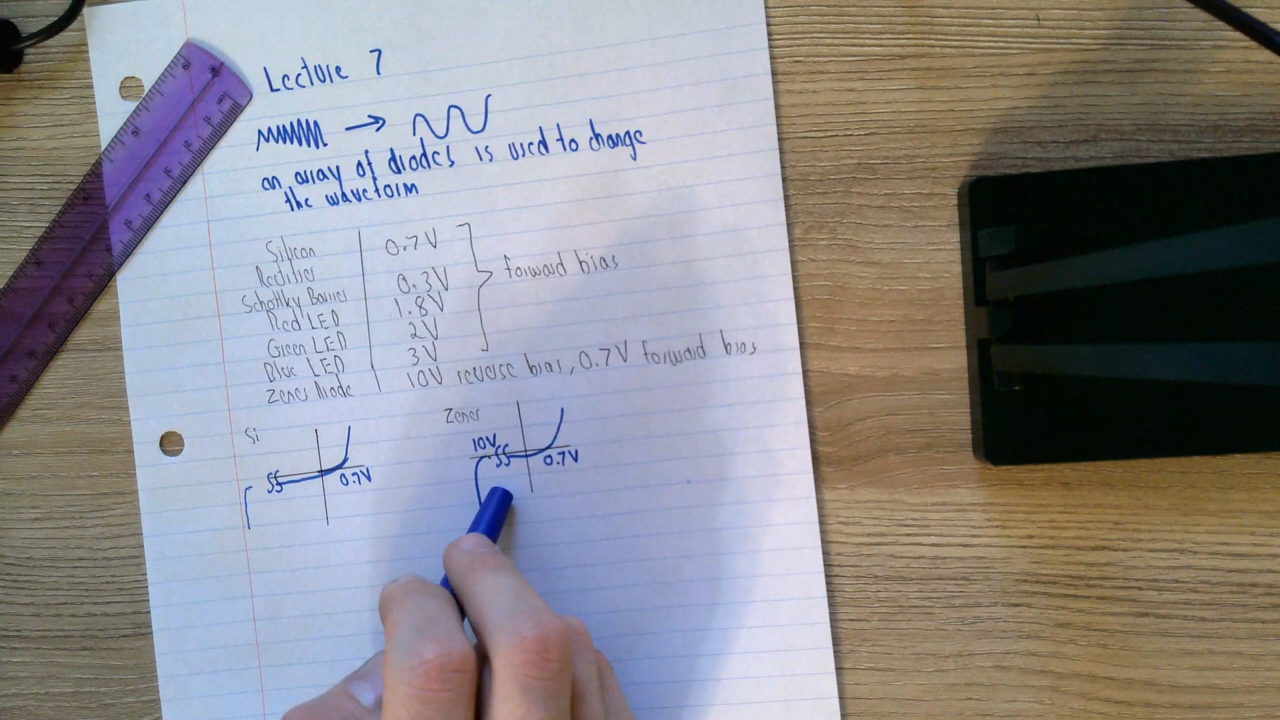 Lecture 7
an array of diodes is used to change
the waveform
Silicon 0.7V
Rectifier
Schottky Barrier 0.3V
Red LED 1.8V
Green LED 2V
Blue LED 3V
forward bias
Zener Diode 10V reverse bias, 0.7V forward bias
Si
0.7V
Zener
10V
0.7V